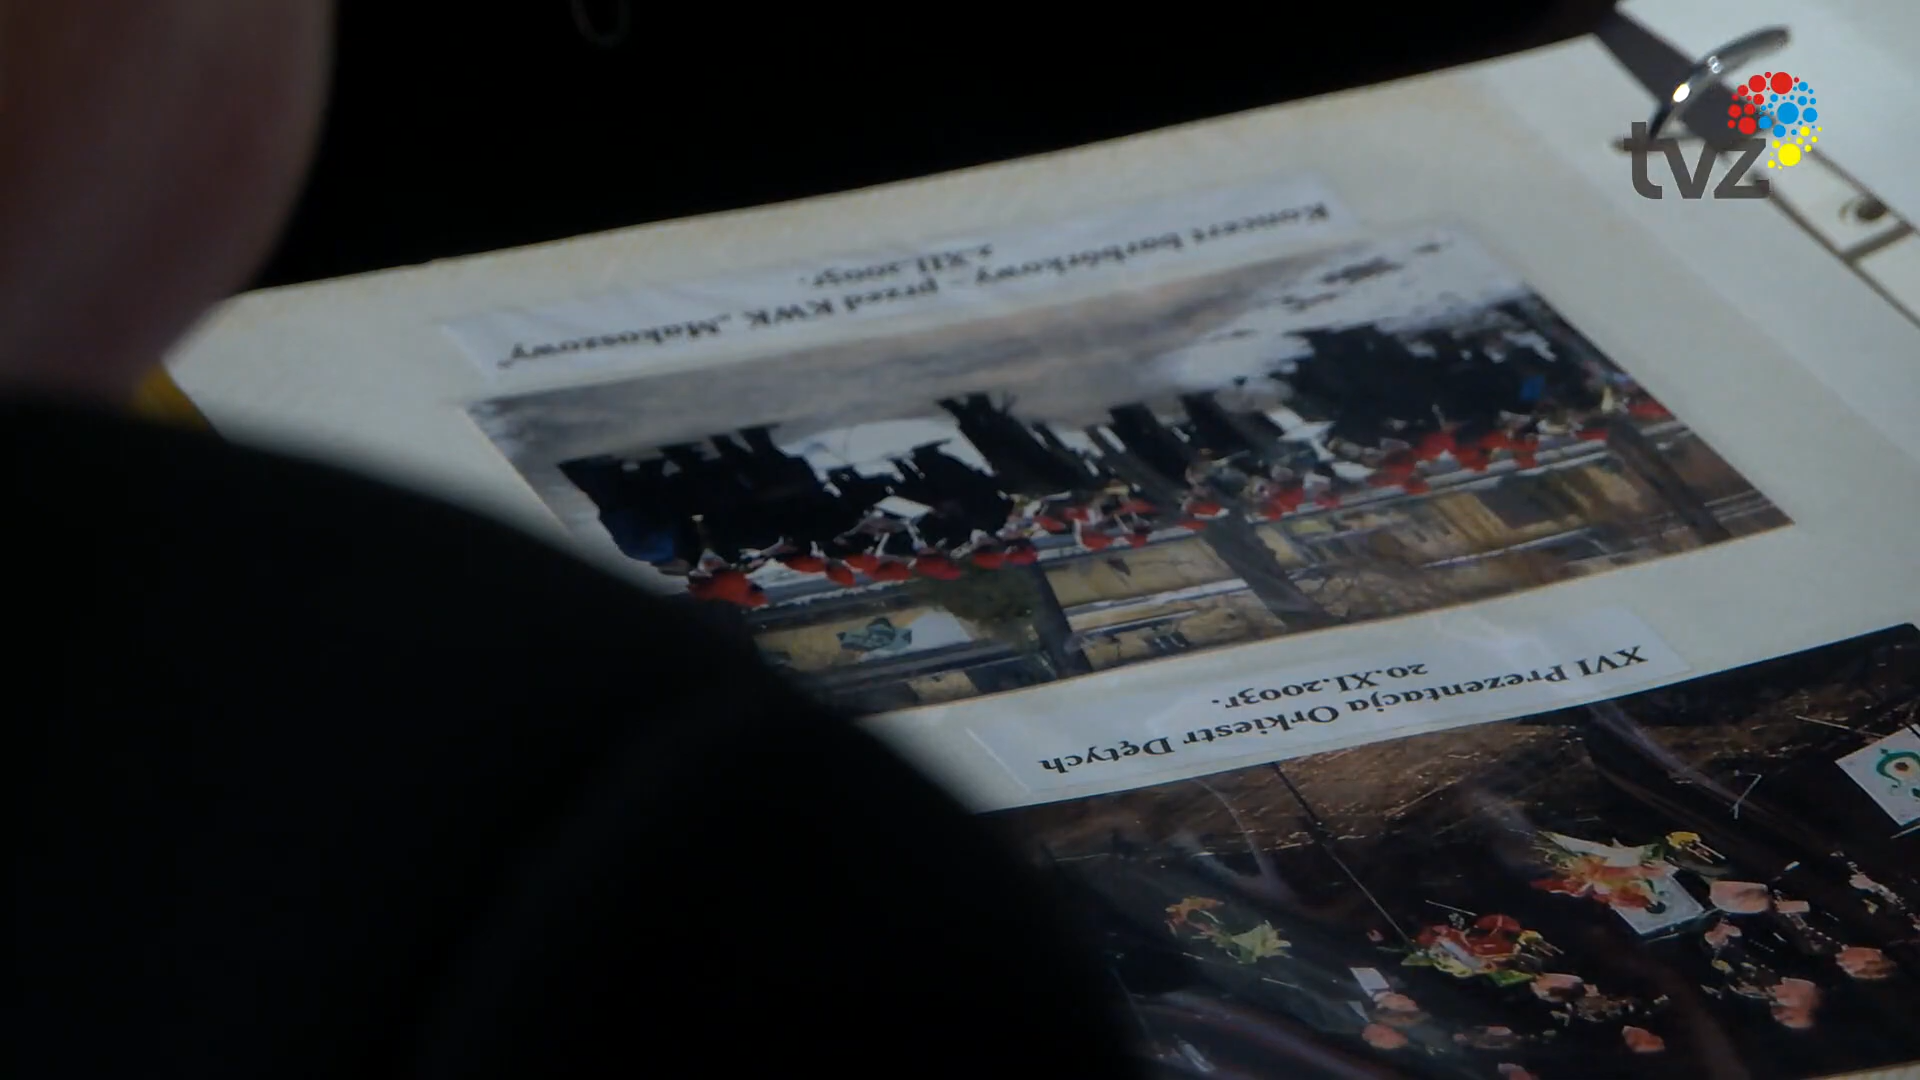 tvz
XVI Prezentacja Orkiestr Dętych
20.XI.2003r.
Koncert barbórkowy - przed KWK „Makoszowy"
2.XII.2003r.